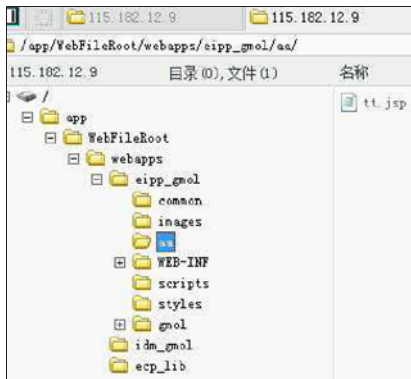 115.182.12.9
115.182.12.9
/app/WebFileRoot/webapps/eipp_gmol/aa/
115.182.12.9 目录(0),文件(1) 名称
/
tt.jsp
app
WebFileRoot
webapps
eipp_gmol
common
images
aa
WEB-INF
scripts
styles
gmol
idm_gmol
ecp_lib